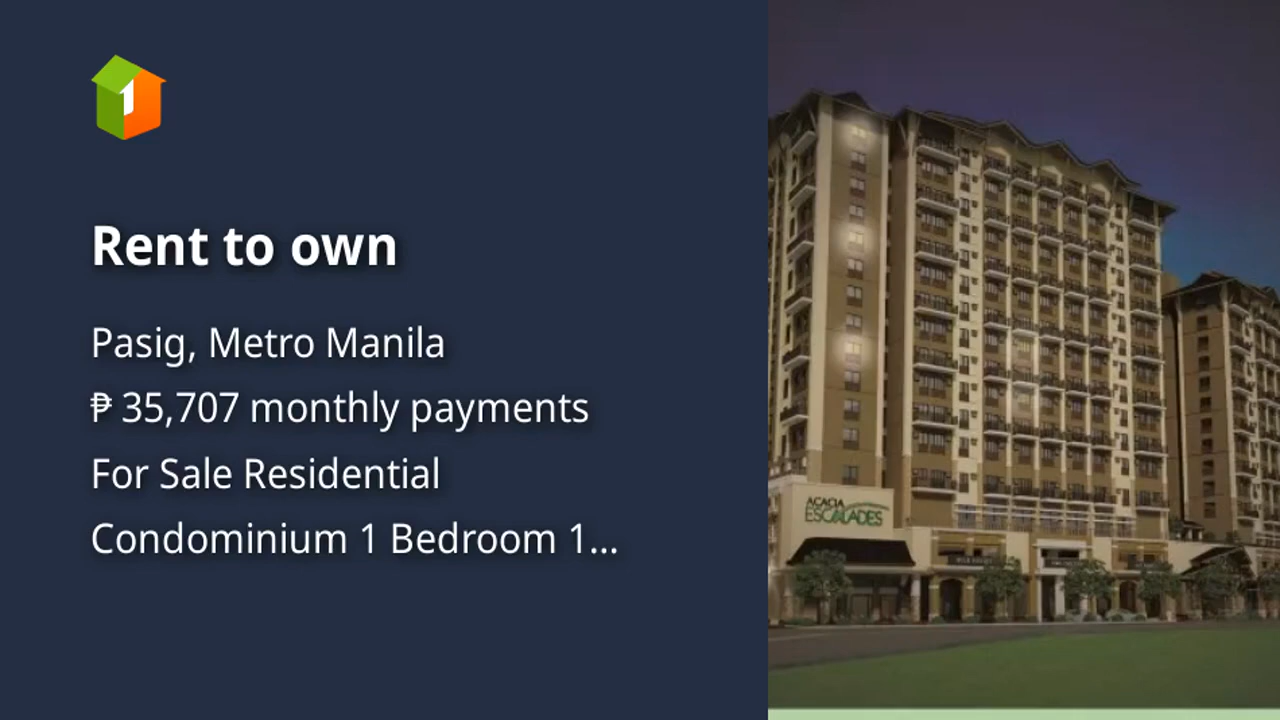 Rent to own
Pasig, Metro Manila
₱ 35,707 monthly payments
For Sale Residential
Condominium 1 Bedroom 1...
ACACIA
ESCALADES